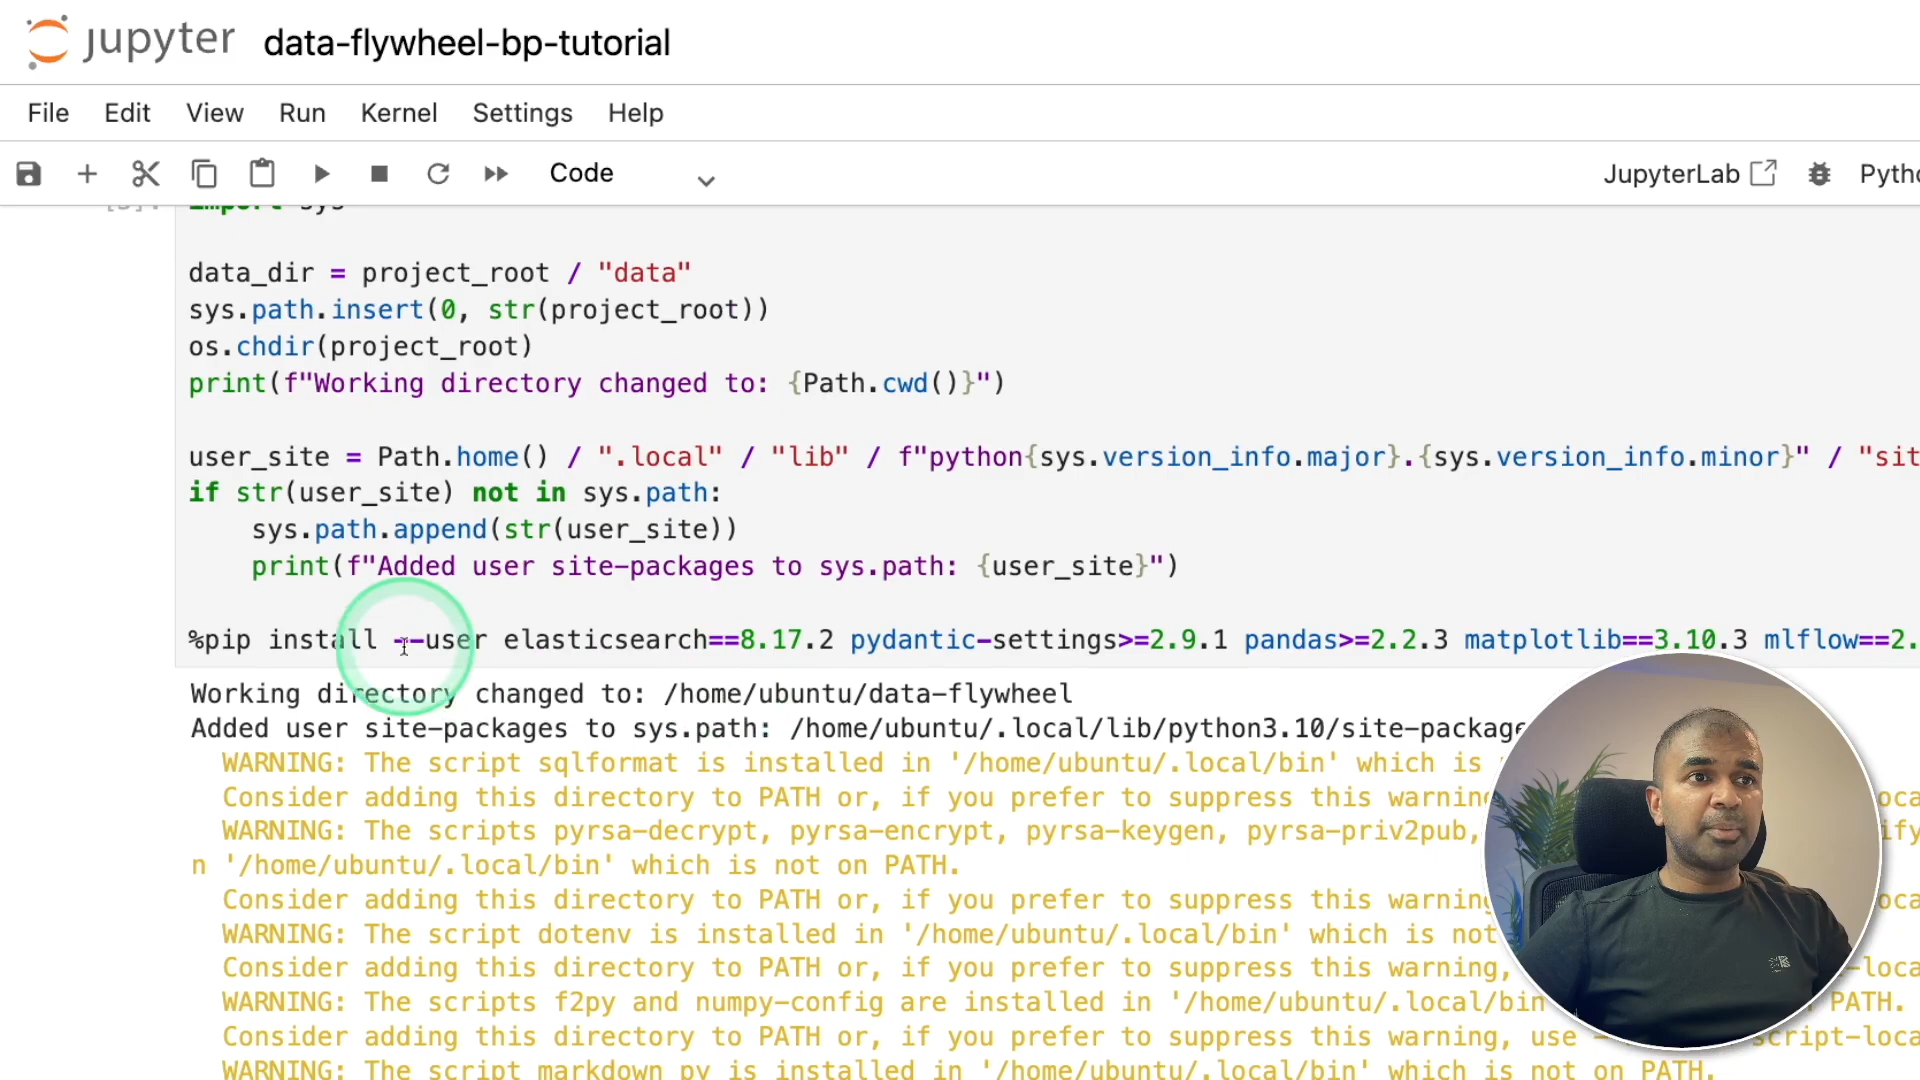 jupyter data-flywheel-bp-tutorial
File Edit View Run Kernel Settings Help
Code JupyterLab
import sys
data_dir = project_root / "data"
sys.path.insert(0, str(project_root))
os.chdir(project_root)
print(f"Working directory changed to: {Path.cwd()}")
user_site = Path.home() / ".local" / "lib" / f"python{sys.version_info.major}.{sys.version_info.minor}" / "sit
if str(user_site) not in sys.path:
    sys.path.append(str(user_site))
    print(f"Added user site-packages to sys.path: {user_site}")
%pip install --user elasticsearch==8.17.2 pydantic-settings>=2.9.1 pandas>=2.2.3 matplotlib==3.10.3 mlflow==2.
Working directory changed to: /home/ubuntu/data-flywheel
Added user site-packages to sys.path: /home/ubuntu/.local/lib/python3.10/site-package
WARNING: The script sqlformat is installed in '/home/ubuntu/.local/bin' which is
Consider adding this directory to PATH or, if you prefer to suppress this warning
WARNING: The scripts pyrsa-decrypt, pyrsa-encrypt, pyrsa-keygen, pyrsa-priv2pub,
n '/home/ubuntu/.local/bin' which is not on PATH.
Consider adding this directory to PATH or, if you prefer to suppress this warning
WARNING: The script dotenv is installed in '/home/ubuntu/.local/bin' which is not
Consider adding this directory to PATH or, if you prefer to suppress this warning,
WARNING: The scripts f2py and numpy-config are installed in '/home/ubuntu/.local/bin PATH.
Consider adding this directory to PATH or, if you prefer to suppress this warning, use script-loca
WARNING: The script markdown_py is installed in '/home/ubuntu/.local/bin' which is not on PATH.